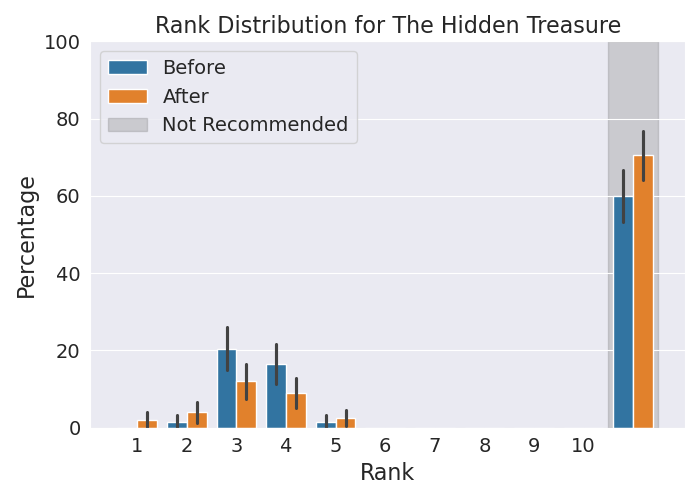 Rank Distribution for The Hidden Treasure
100
80
60
40
20
0
Percentage
Before
After
Not Recommended
1 2 3 4 5 6 7 8 9 10
Rank